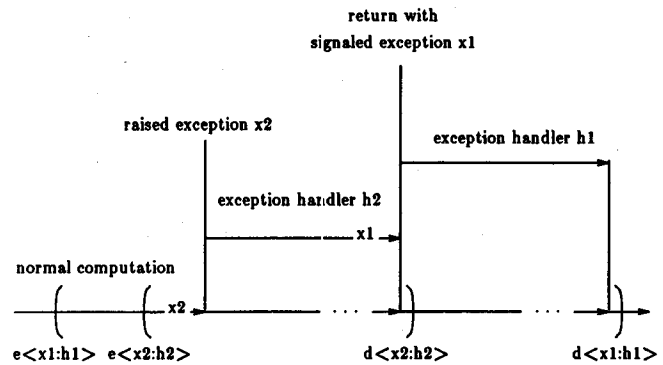 return with
signaled exception x1
raised exception x2
exception handler h1
exception handler h2
x1
normal computation
x2
...
...
e<x1:h1>
e<x2:h2>
d<x2:h2>
d<x1:h1>